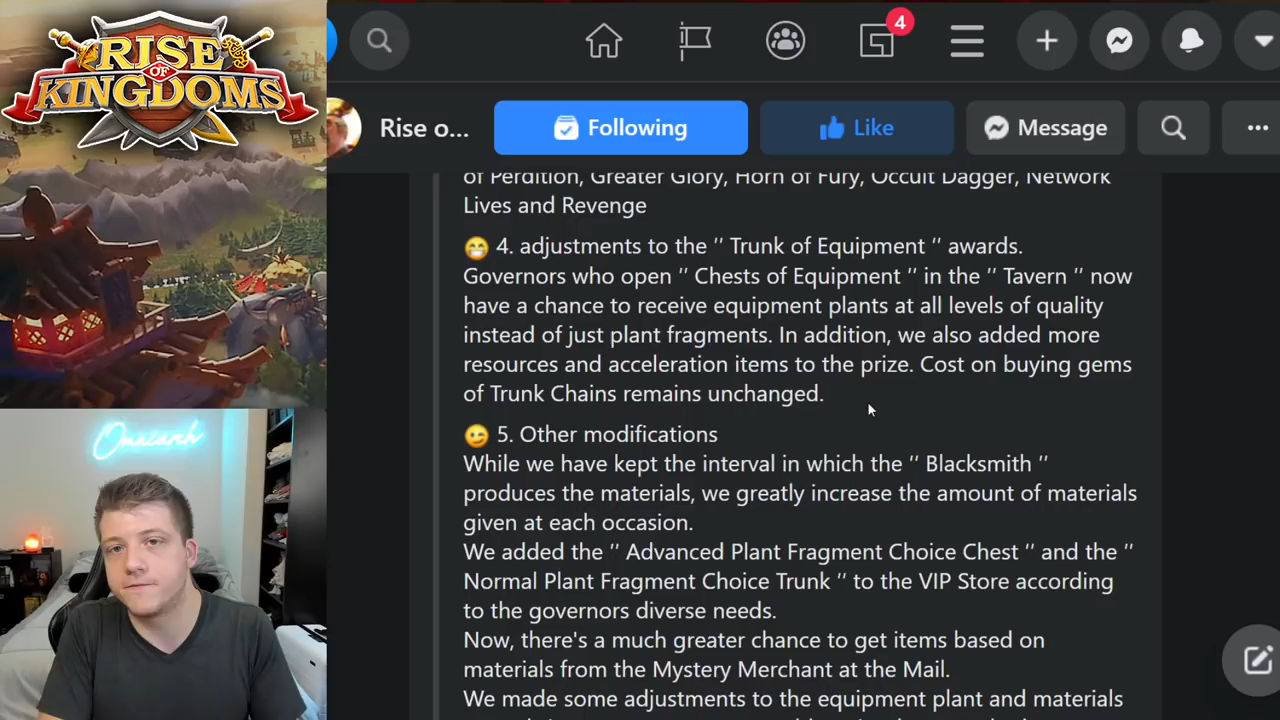 RISE
OF
KINGDOMS
4
Rise o...
Following
Like
Message
of Perdition, Greater Glory, Horn of Fury, Occult Dagger, Network
Lives and Revenge
😁 4. adjustments to the '' Trunk of Equipment '' awards.
Governors who open '' Chests of Equipment '' in the '' Tavern '' now
have a chance to receive equipment plants at all levels of quality
instead of just plant fragments. In addition, we also added more
resources and acceleration items to the prize. Cost on buying gems
of Trunk Chains remains unchanged.
😉 5. Other modifications
While we have kept the interval in which the '' Blacksmith ''
produces the materials, we greatly increase the amount of materials
given at each occasion.
We added the '' Advanced Plant Fragment Choice Chest '' and the ''
Normal Plant Fragment Choice Trunk '' to the VIP Store according
to the governors diverse needs.
Now, there's a much greater chance to get items based on
materials from the Mystery Merchant at the Mail.
We made some adjustments to the equipment plant and materials
Omniarch